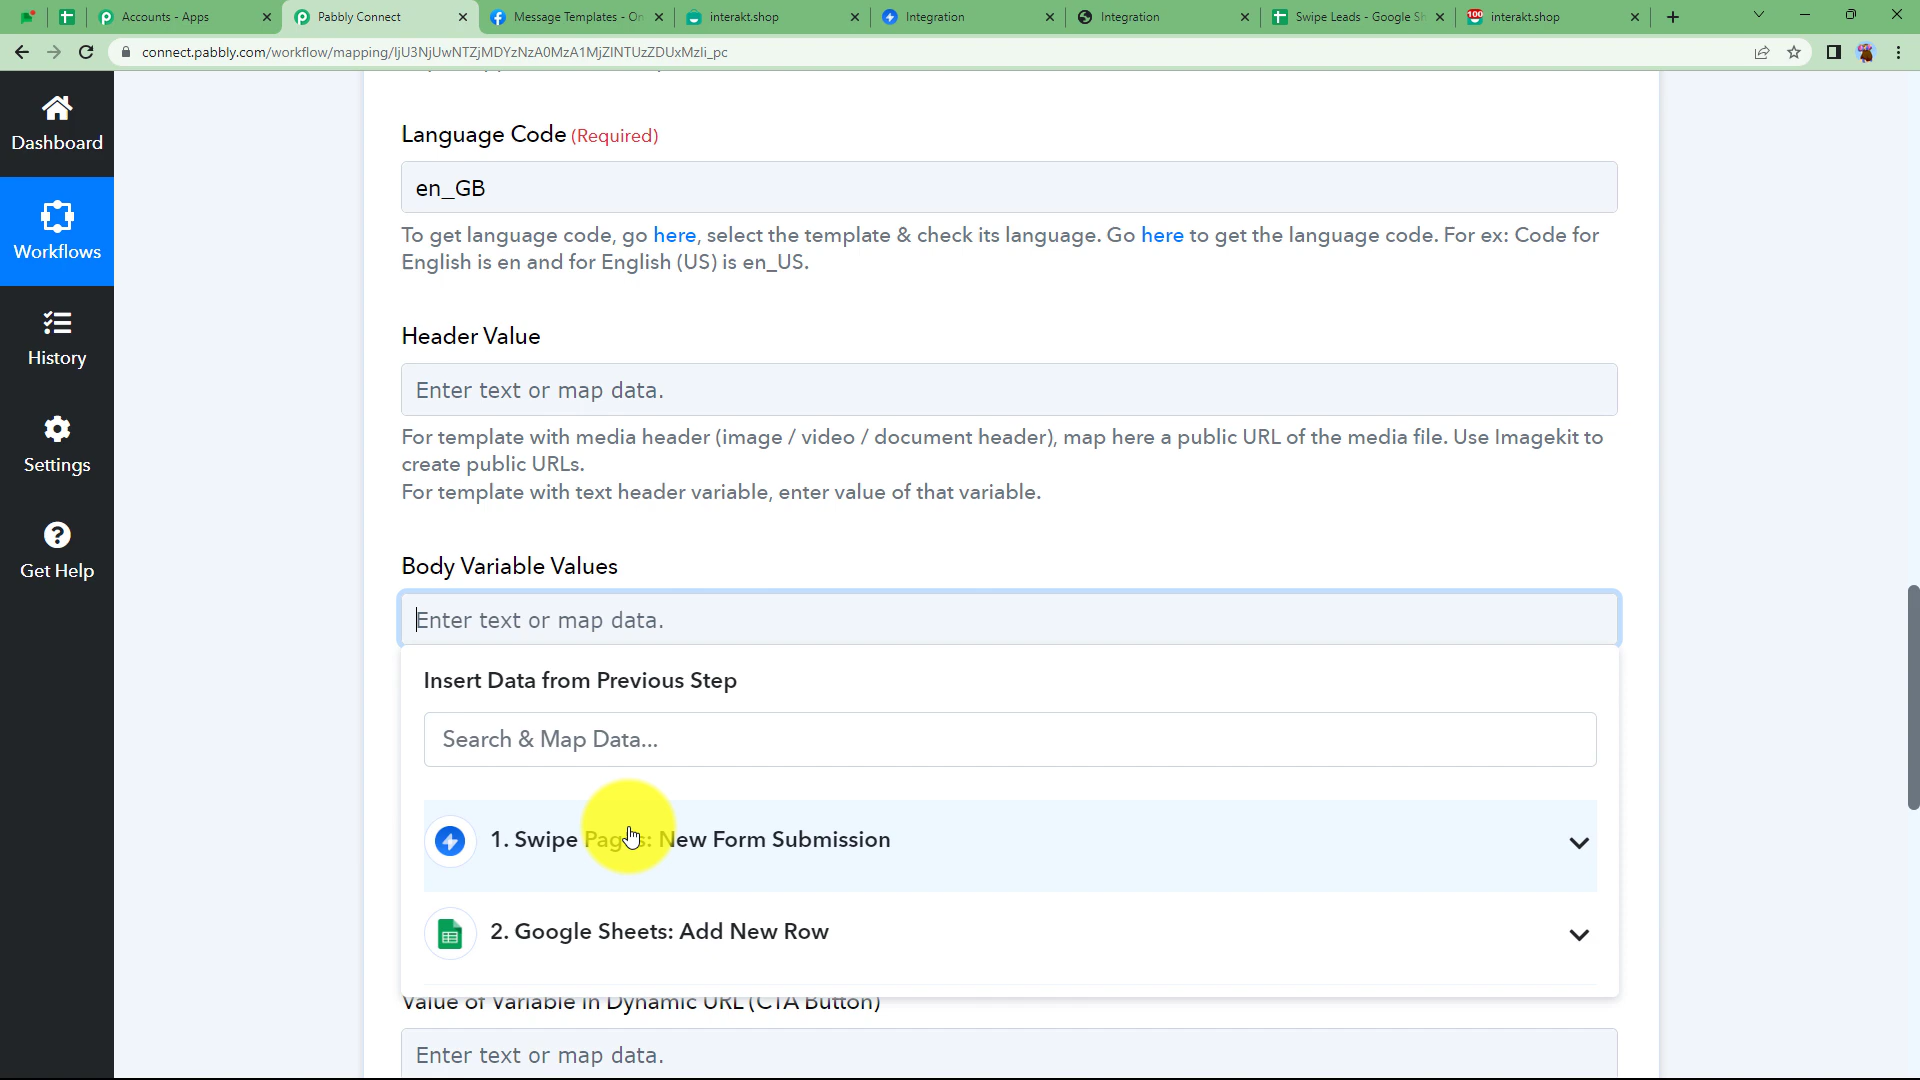 Accounts - Apps
Pabbly Connect
Message Templates - On
interakt.shop
Integration
Integration
Swipe Leads - Google Sh
100
interakt.shop
connect.pabbly.com/workflow/mapping/IjU3NjUwNTZjMDYzNzA0MzA1MjZlNTUzZDUxMzIi_pc
Dashboard
Workflows
History
Settings
Get Help
Language Code (Required)
en_GB
To get language code, go here, select the template & check its language. Go here to get the language code. For ex: Code for
English is en and for English (US) is en_US.
Header Value
Enter text or map data.
For template with media header (image / video / document header), map here a public URL of the media file. Use Imagekit to
create public URLs.
For template with text header variable, enter value of that variable.
Body Variable Values
Enter text or map data.
Insert Data from Previous Step
Search & Map Data...
1. Swipe Pages: New Form Submission
2. Google Sheets: Add New Row
Value of Variable in Dynamic URL (CTA Button)
Enter text or map data.